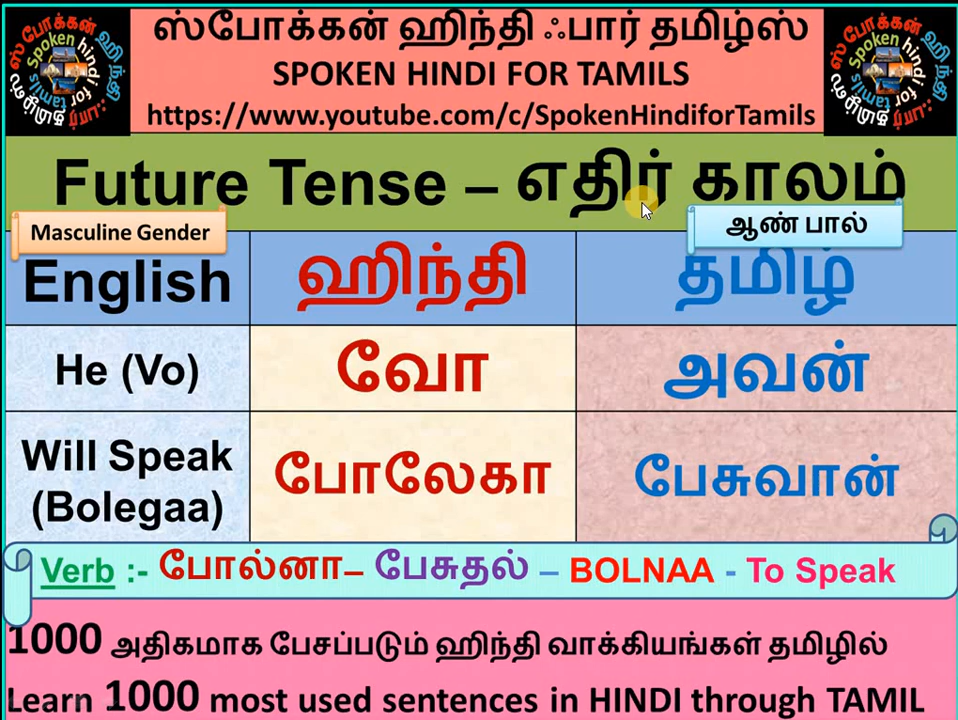 ஸ்போக்கன் ஹிந்தி ஃபார் தமிழ்ஸ்
SPOKEN HINDI FOR TAMILS
https://www.youtube.com/c/SpokenHindiforTamils
Future Tense – எதிர் காலம்
Masculine Gender
ஆண் பால்
English ஹிந்தி தமிழ்
He (Vo) வோ அவன்
Will Speak
(Bolegaa) போலேகா பேசுவான்
Verb :- போல்னா– பேசுதல் – BOLNAA - To Speak
1000 அதிகமாக பேசப்படும் ஹிந்தி வாக்கியங்கள் தமிழில்
Learn 1000 most used sentences in HINDI through TAMIL